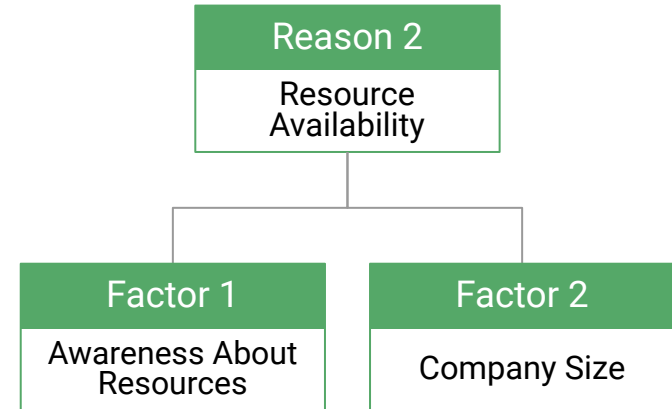 Reason 2
Resource
Availability
Factor 1
Awareness About
Resources
Factor 2
Company Size